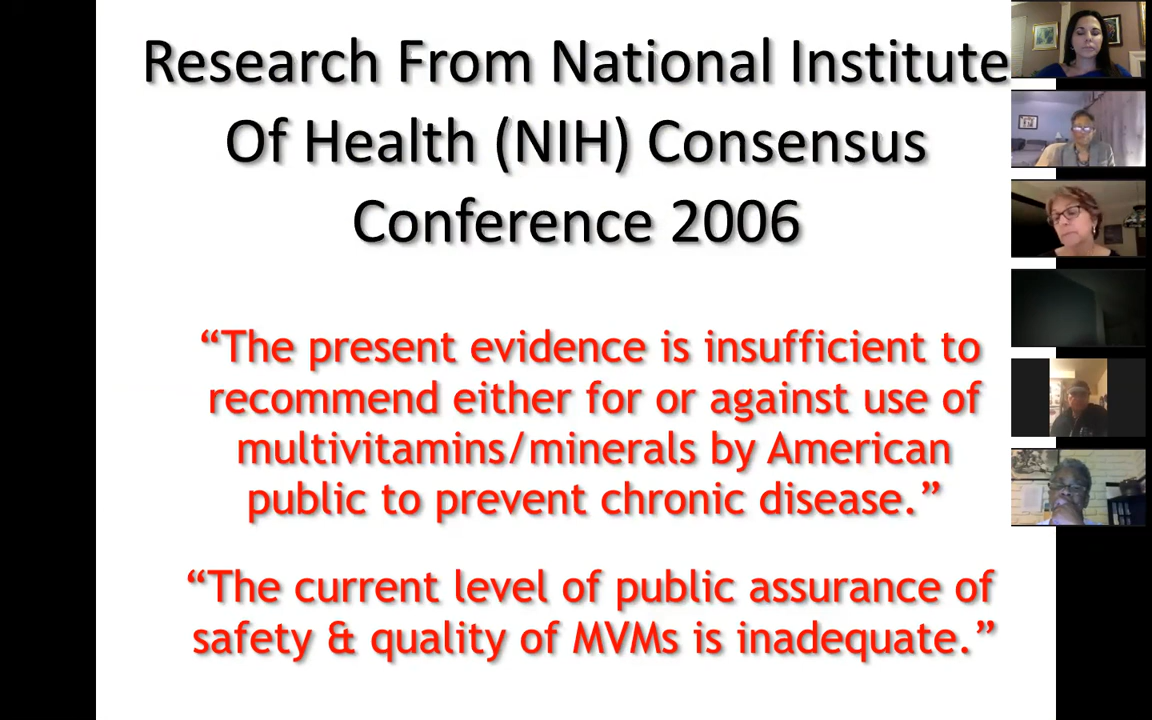 Research From National Institute
Of Health (NIH) Consensus
Conference 2006
“The present evidence is insufficient to
recommend either for or against use of
multivitamins/minerals by American
public to prevent chronic disease.”
“The current level of public assurance of
safety & quality of MVMs is inadequate.”